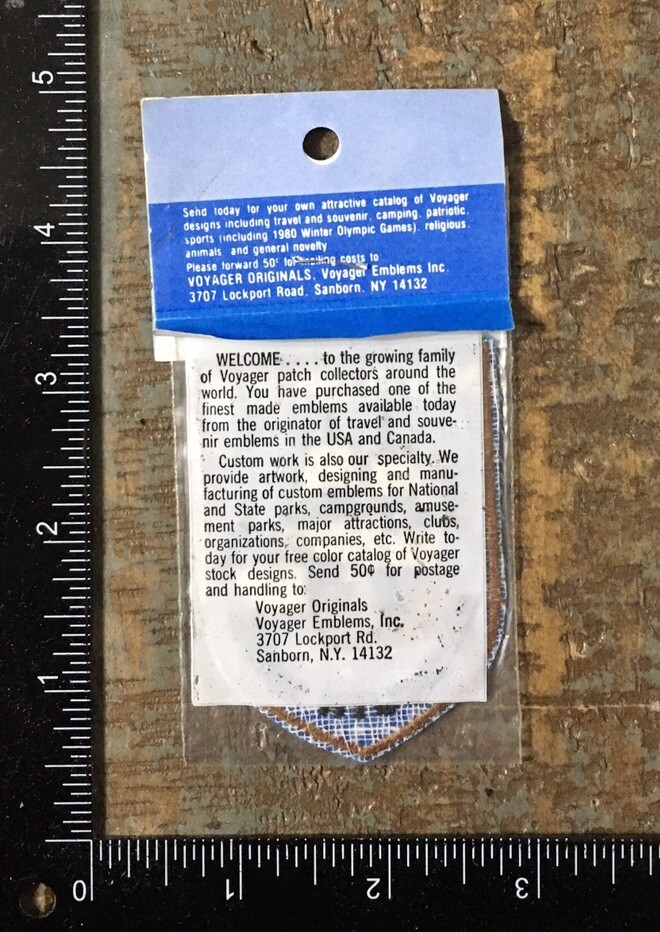 Send today for your own attractive catalog of Voyager
designs including travel and souvenir, camping, patriotic,
sports (including 1980 Winter Olympic Games), religious,
animals and general novelty
Please forward 50¢ for mailing costs to
VOYAGER ORIGINALS, Voyager Emblems Inc.
3707 Lockport Road, Sanborn, NY 14132
WELCOME....to the growing family
of Voyager patch collectors around the
world. You have purchased one of the
finest made emblems available today
from the originator of travel and souve-
nir emblems in the USA and Canada.
Custom work is also our specialty. We
provide artwork, designing and manu-
facturing of custom emblems for National
and State parks, campgrounds, amuse-
ment parks, major attractions, clubs,
organizations, companies, etc. Write to-
day for your free color catalog of Voyager
stock designs. Send 50¢ for postage
and handling to:
Voyager Originals
Voyager Emblems, Inc.
3707 Lockport Rd.
Sanborn, N.Y. 14132
5
4
3
2
1
0
1
2
3